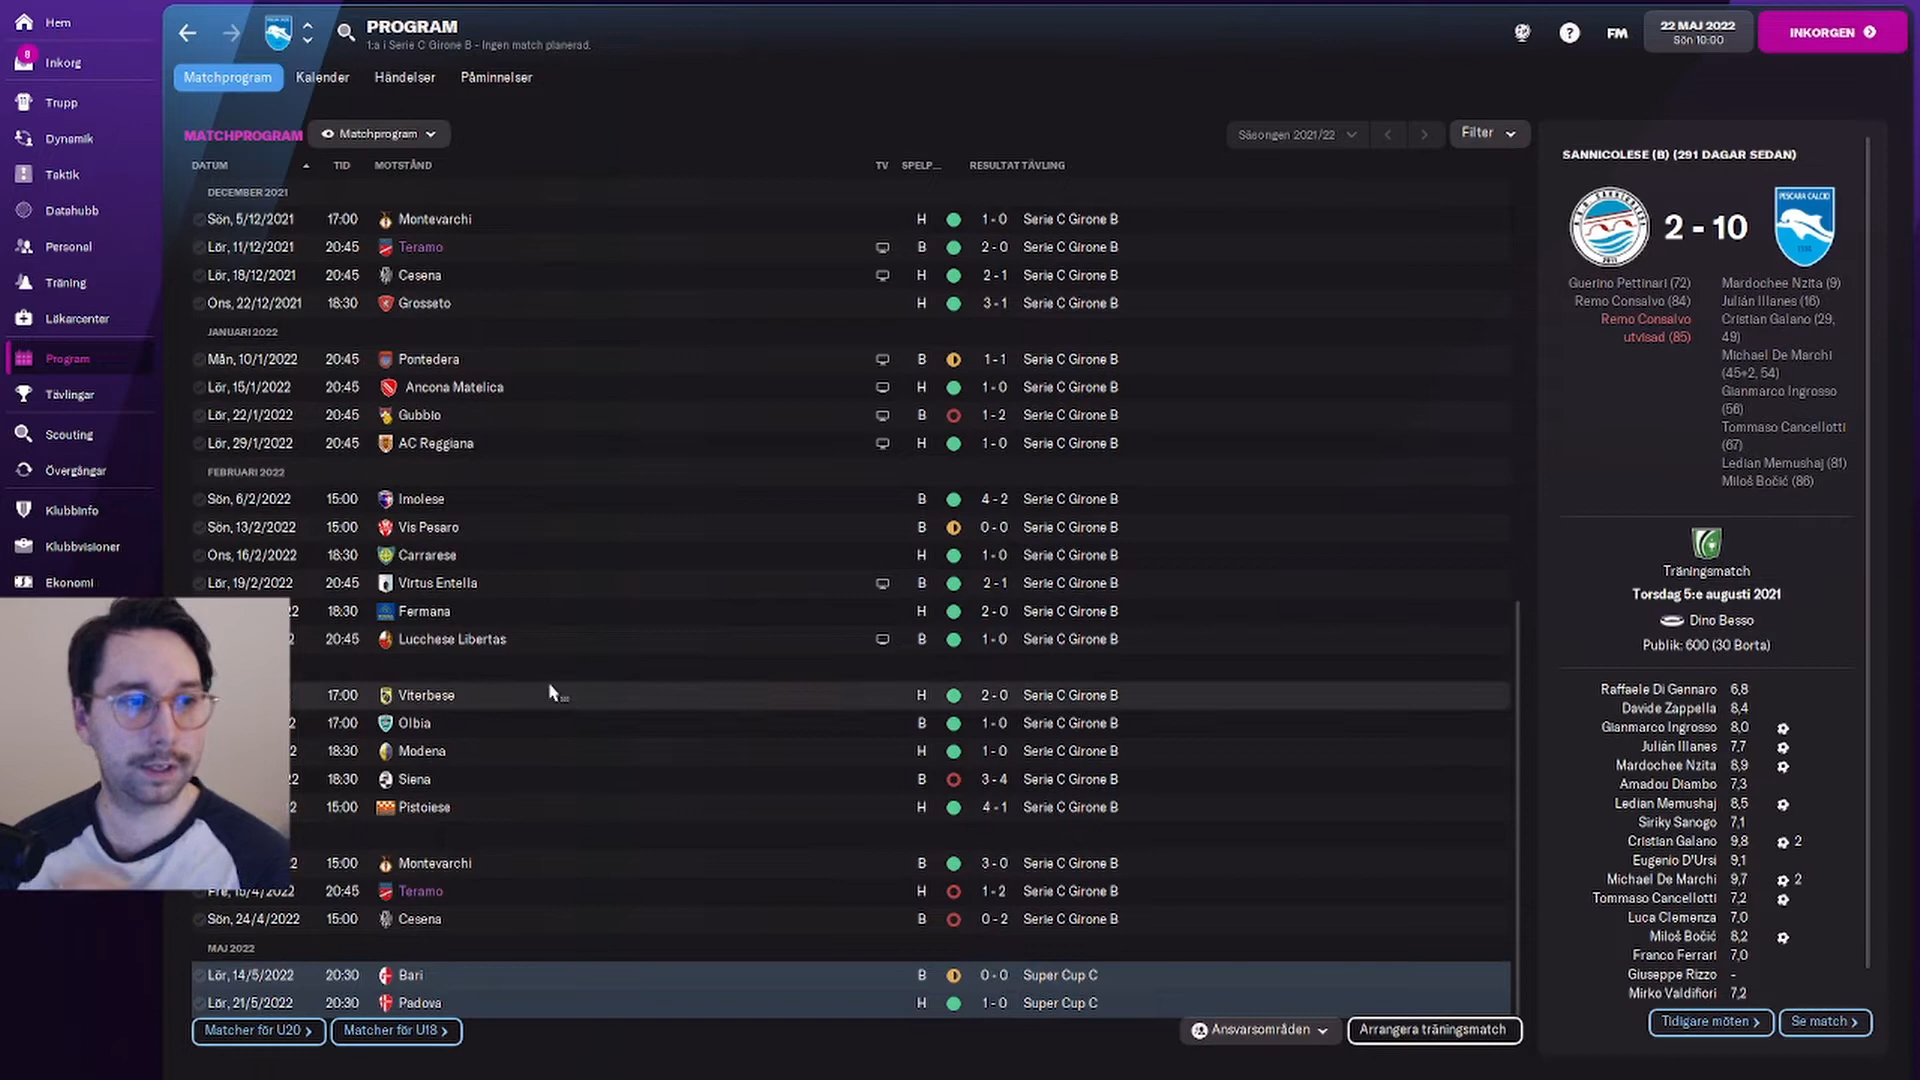 Hem
PROGRAM
1:a i Serie C Girone B - Ingen match planerad.
FM
22 MAJ 2022
Sön 10:00
INKORGEN
8
Inkorg
Matchprogram
Kalender
Händelser
Påminnelser
Trupp
Dynamik
Taktik
Datahubb
Personal
Träning
Läkarcenter
Program
Tävlingar
Scouting
Övergångar
Klubbinfo
Klubbvisioner
Ekonomi
MATCHPROGRAM
Matchprogram
Säsongen 2021/22
Filter
DATUM TID MOTSTÅND TV SPELP... RESULTAT TÄVLING
DECEMBER 2021
Sön, 5/12/2021 17:00 Montevarchi H 1-0 Serie C Girone B
Lör, 11/12/2021 20:45 Teramo B 2-0 Serie C Girone B
Lör, 18/12/2021 20:45 Cesena H 2-1 Serie C Girone B
Ons, 22/12/2021 18:30 Grosseto H 3-1 Serie C Girone B
JANUARI 2022
Mån, 10/1/2022 20:45 Pontedera B 1-1 Serie C Girone B
Lör, 15/1/2022 20:45 Ancona Matelica H 1-0 Serie C Girone B
Lör, 22/1/2022 20:45 Gubbio B 1-2 Serie C Girone B
Lör, 29/1/2022 20:45 AC Reggiana H 1-0 Serie C Girone B
FEBRUARI 2022
Sön, 6/2/2022 15:00 Imolese B 4-2 Serie C Girone B
Sön, 13/2/2022 15:00 Vis Pesaro B 0-0 Serie C Girone B
Ons, 16/2/2022 18:30 Carrarese H 1-0 Serie C Girone B
Lör, 19/2/2022 20:45 Virtus Entella B 2-1 Serie C Girone B
2 18:30 Fermana H 2-0 Serie C Girone B
2 20:45 Lucchese Libertas B 1-0 Serie C Girone B
17:00 Viterbese H 2-0 Serie C Girone B
2 17:00 Olbia B 1-0 Serie C Girone B
2 18:30 Modena H 1-0 Serie C Girone B
22 18:30 Siena B 3-4 Serie C Girone B
2 15:00 Pistoiese H 4-1 Serie C Girone B
2 15:00 Montevarchi B 3-0 Serie C Girone B
Fre, 15/4/2022 20:45 Teramo H 1-2 Serie C Girone B
Sön, 24/4/2022 15:00 Cesena B 0-2 Serie C Girone B
MAJ 2022
Lör, 14/5/2022 20:30 Bari B 0-0 Super Cup C
Lör, 21/5/2022 20:30 Padova H 1-0 Super Cup C
Matcher för U20
Matcher för U18
Ansvarsområden
Arrangera träningsmatch
SANNICOLESE (B) (291 DAGAR SEDAN)
PESCARA CALCIO
2 - 10
Guerino Pettinari (72)
Remo Consalvo (84)
Remo Consalvo
utvisad (85)
Mardochee Nzita (9)
Julián Illanes (16)
Cristian Galano (29,
49)
Michael De Marchi
(45+2, 54)
Gianmarco Ingrosso
(56)
Tommaso Cancellotti
(67)
Ledian Memushaj (81)
Miloš Bočić (86)
Träningsmatch
Torsdag 5:e augusti 2021
Dino Besso
Publik: 600 (30 Borta)
Raffaele Di Gennaro 6,8
Davide Zappella 8,4
Gianmarco Ingrosso 8,0
Julián Illanes 7,7
Mardochee Nzita 8,9
Amadou Diambo 7,3
Ledian Memushaj 8,5
Siriky Sanogo 7,1
Cristian Galano 9,8 2
Eugenio D'Ursi 9,1
Michael De Marchi 9,7 2
Tommaso Cancellotti 7,2
Luca Clemenza 7,0
Miloš Bočić 8,2
Franco Ferrari 7,0
Giuseppe Rizzo -
Mirko Valdifiori 7,2
Tidigare möten
Se match